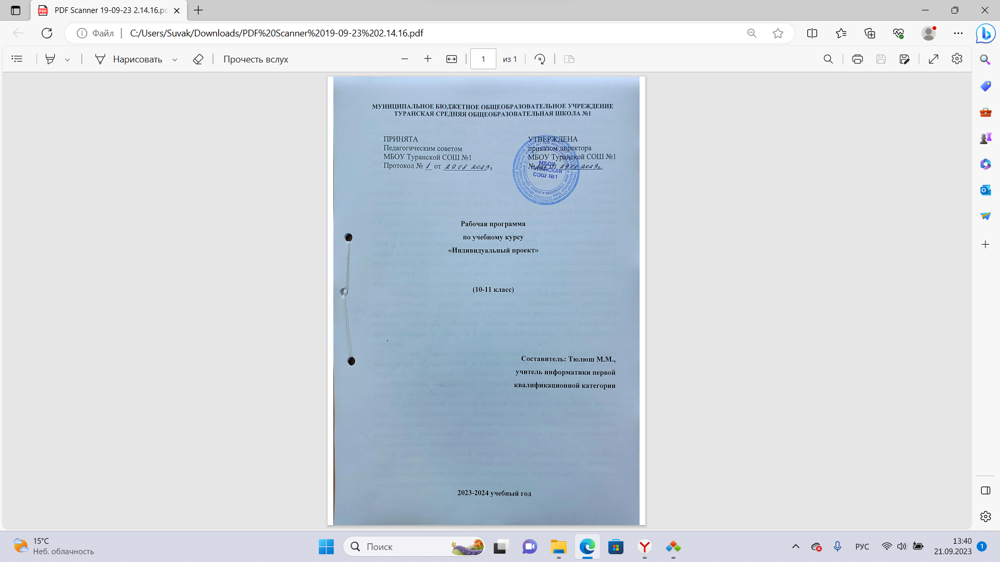 PDF Scanner 19-09-23 2.14.16.pd
Файл
C:/Users/Suvak/Downloads/PDF%20Scanner%2019-09-23%202.14.16.pdf
Нарисовать
Прочесть вслух
1
из 1
МУНИЦИПАЛЬНОЕ БЮДЖЕТНОЕ ОБЩЕОБРАЗОВАТЕЛЬНОЕ УЧРЕЖДЕНИЕ
ТУРАНСКАЯ СРЕДНЯЯ ОБЩЕОБРАЗОВАТЕЛЬНАЯ ШКОЛА №1
ПРИНЯТА
Педагогическим советом
МБОУ Туранской СОШ №1
Протокол № 1 от 29.08.2023г
УТВЕРЖДЕНА
приказом директора
МБОУ Туранской СОШ №1
№ от 29.08.2023г
МБОУ
ТУРАНСКАЯ
СОШ №1
Рабочая программа
по учебному курсу
«Индивидуальный проект»
(10-11 класс)
Составитель: Тюлюш М.М.,
учитель информатики первой
квалификационной категории
2023-2024 учебный год
15°C
Неб. облачность
Поиск
РУС
13:40
21.09.2023
1